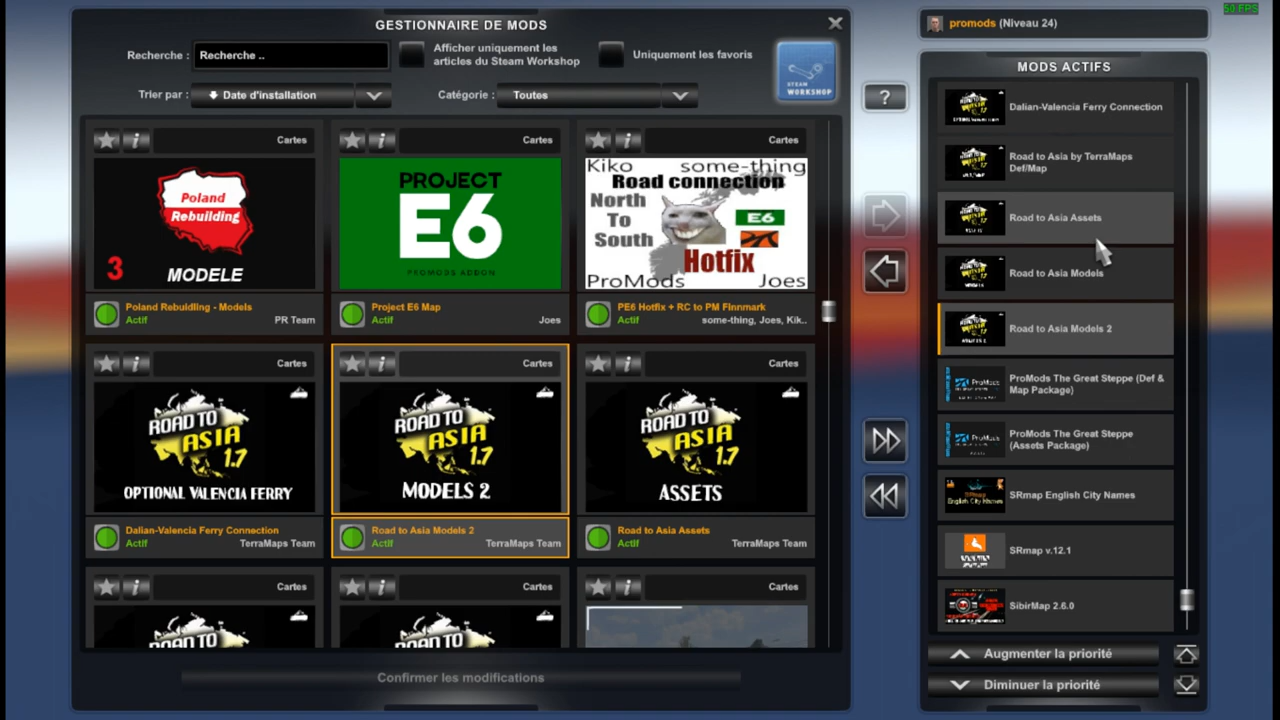 50 FPS
GESTIONNAIRE DE MODS
Recherche :
Recherche ..
Afficher uniquement les
articles du Steam Workshop
Uniquement les favoris
STEAM
WORKSHOP
Trier par :
Date d'installation
Catégorie :
Toutes
Cartes
Cartes
Cartes
Poland
Rebuilding
3
MODELE
PROJECT
E6
PROMODS ADDON
Kiko some-thing
Road connection
North
To
South
E6
Hotfix
ProMods Joes
Poland Rebuldling - Models
Actif
PR Team
Project E6 Map
Actif
Joes
PE6 Hotfix + RC to PM FInnmark
Actif
some-thing, Joes, Kik..
Cartes
Cartes
Cartes
ROAD TO
ASIA
1.7
OPTIONAL VALENCIA FERRY
ROAD TO
ASIA
1.7
MODELS 2
ROAD TO
ASIA
1.7
ASSETS
Dalian-Valencia Ferry Connection
Actif
TerraMaps Team
Road to Asia Models 2
Actif
TerraMaps Team
Road to Asia Assets
Actif
TerraMaps Team
Cartes
Cartes
Cartes
ROAD TO
ROAD TO
Confirmer les modifications
?
promods (Niveau 24)
MODS ACTIFS
Dalian-Valencia Ferry Connection
Road to Asia by TerraMaps
Def/Map
Road to Asia Assets
Road to Asia Models
Road to Asia Models 2
ProMods The Great Steppe (Def &
Map Package)
ProMods The Great Steppe
(Assets Package)
SRmap English City Names
SRmap v.12.1
SibirMap 2.6.0
Augmenter la priorité
Diminuer la priorité